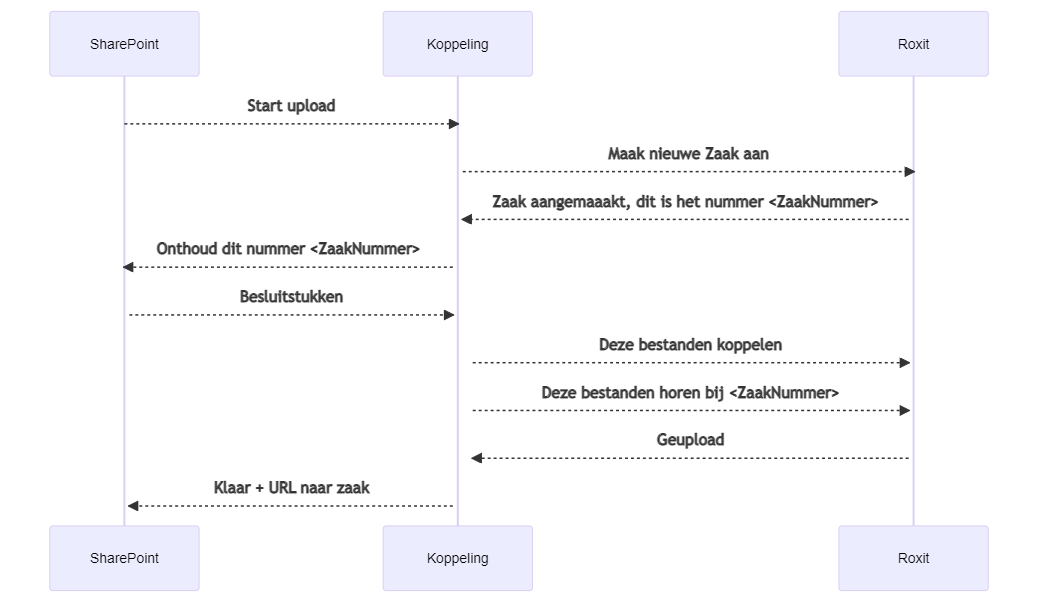 SharePoint
Koppeling
Roxit
Start upload
Maak nieuwe Zaak aan
Zaak aangemaaakt, dit is het nummer <ZaakNummer>
Onthoud dit nummer <ZaakNummer>
Besluitstukken
Deze bestanden koppelen
Deze bestanden horen bij <ZaakNummer>
Geupload
Klaar + URL naar zaak
SharePoint
Koppeling
Roxit